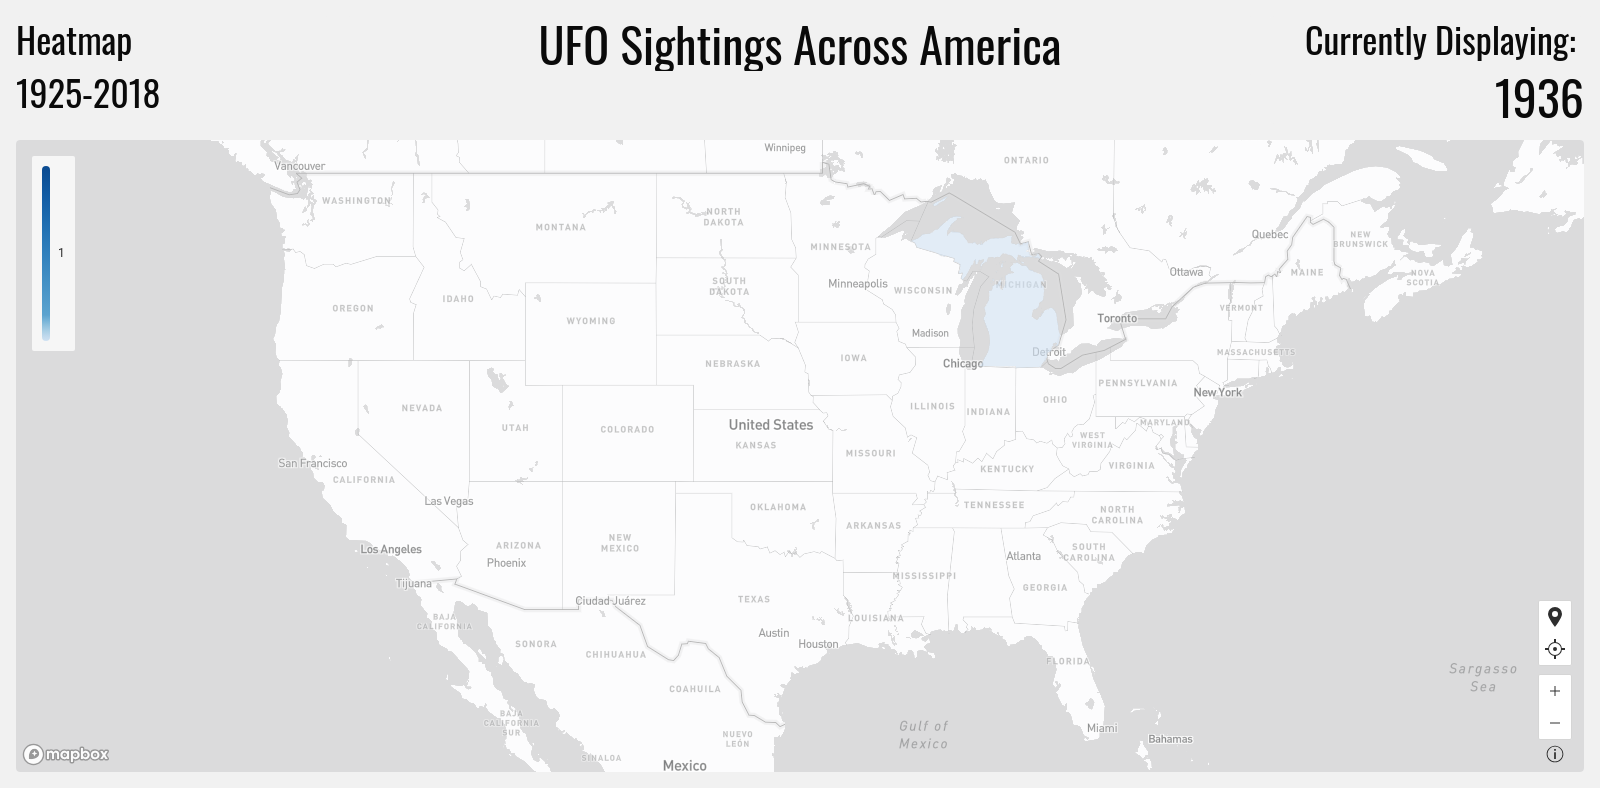 Heatmap
1925-2018
UFO Sightings Across America
Currently Displaying:
1936
1
Vancouver
Winnipeg
ONTARIO
WASHINGTON
MONTANA
NORTH
DAKOTA
MINNESOTA
Quebec
NEW
BRUNSWICK
Ottawa
MAINE
NOVA
SCOTIA
OREGON
IDAHO
SOUTH
DAKOTA
Minneapolis
WISCONSIN
MICHIGAN
WYOMING
Madison
Toronto
VERMONT
NEBRASKA
IOWA
Chicago
Detroit
MASSACHUSETTS
NEVADA
UTAH
COLORADO
United States
KANSAS
ILLINOIS
INDIANA
OHIO
PENNSYLVANIA
New York
MARYLAND
WEST
VIRGINIA
VIRGINIA
San Francisco
CALIFORNIA
Las Vegas
MISSOURI
KENTUCKY
Los Angeles
ARIZONA
Phoenix
NEW
MEXICO
OKLAHOMA
ARKANSAS
TENNESSEE
NORTH
CAROLINA
SOUTH
CAROLINA
Atlanta
MISSISSIPPI
GEORGIA
Tijuana
Ciudad Juárez
TEXAS
LOUISIANA
BAJA
CALIFORNIA
SONORA
CHIHUAHUA
Austin
Houston
FLORIDA
Sargasso
Sea
COAHUILA
BAJA
CALIFORNIA
SUR
NUEVO
LEÓN
Gulf of
Mexico
Miami
Bahamas
SINALOA
Mexico
mapbox